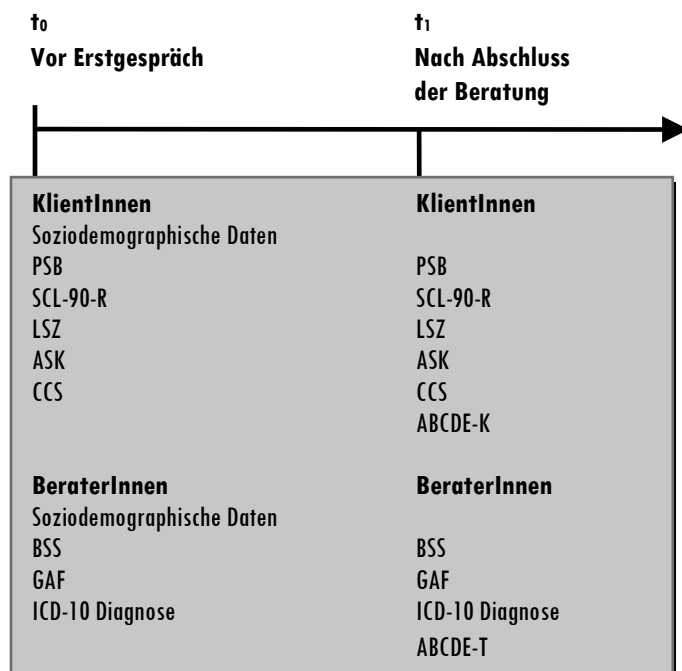 t₀
Vor Erstgespräch
t₁
Nach Abschluss
der Beratung
KlientInnen
Soziodemographische Daten
PSB
SCL-90-R
LSZ
ASK
CCS
KlientInnen
PSB
SCL-90-R
LSZ
ASK
CCS
ABCDE-K
BeraterInnen
Soziodemographische Daten
BSS
GAF
ICD-10 Diagnose
BeraterInnen
BSS
GAF
ICD-10 Diagnose
ABCDE-T